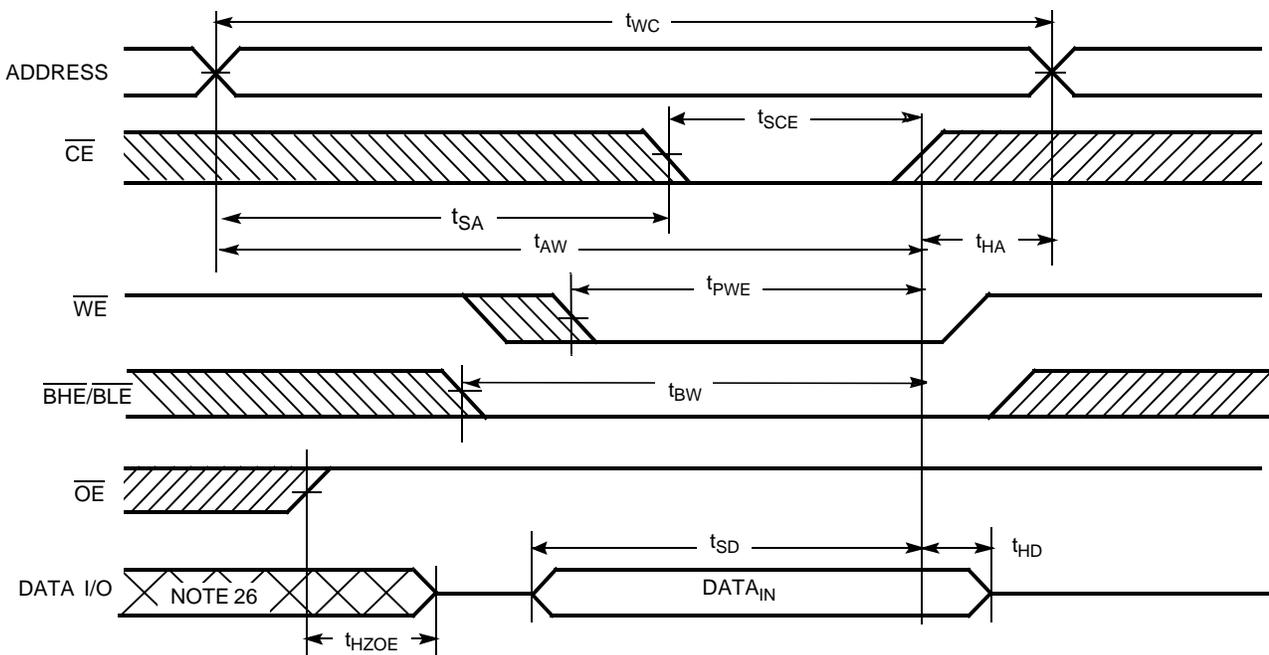 tWC
ADDRESS
tSCE
CE
tSA
tAW
tHA
tPWE
WE
tBW
BHE/BLE
OE
tSD
tHD
DATA I/O
NOTE 26
DATAIN
tHZOE